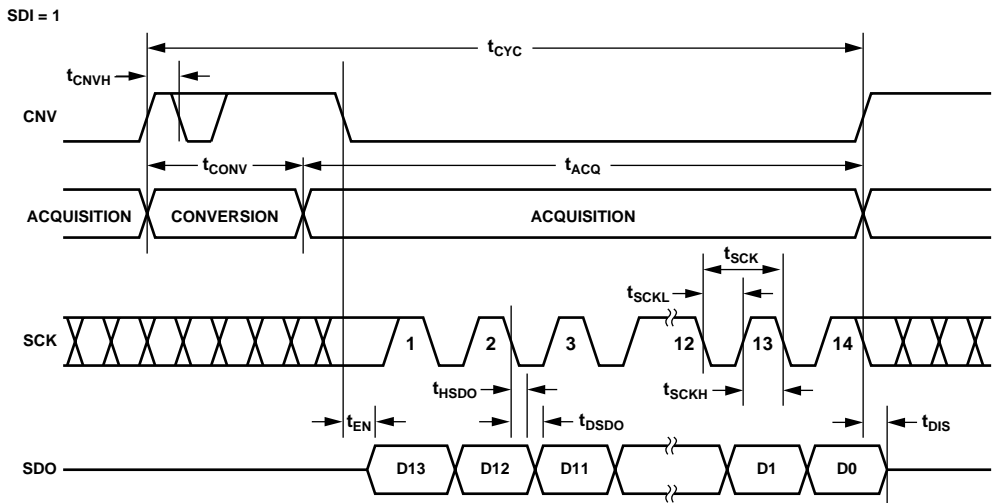 SDI = 1
tCYC
tCNVH
CNV
tCONV
tACQ
ACQUISITION
CONVERSION
ACQUISITION
tSCK
tSCKL
SCK
1
2
3
12
13
14
tHSDO
tSCKH
tEN
tDSDO
tDIS
SDO
D13
D12
D11
D1
D0